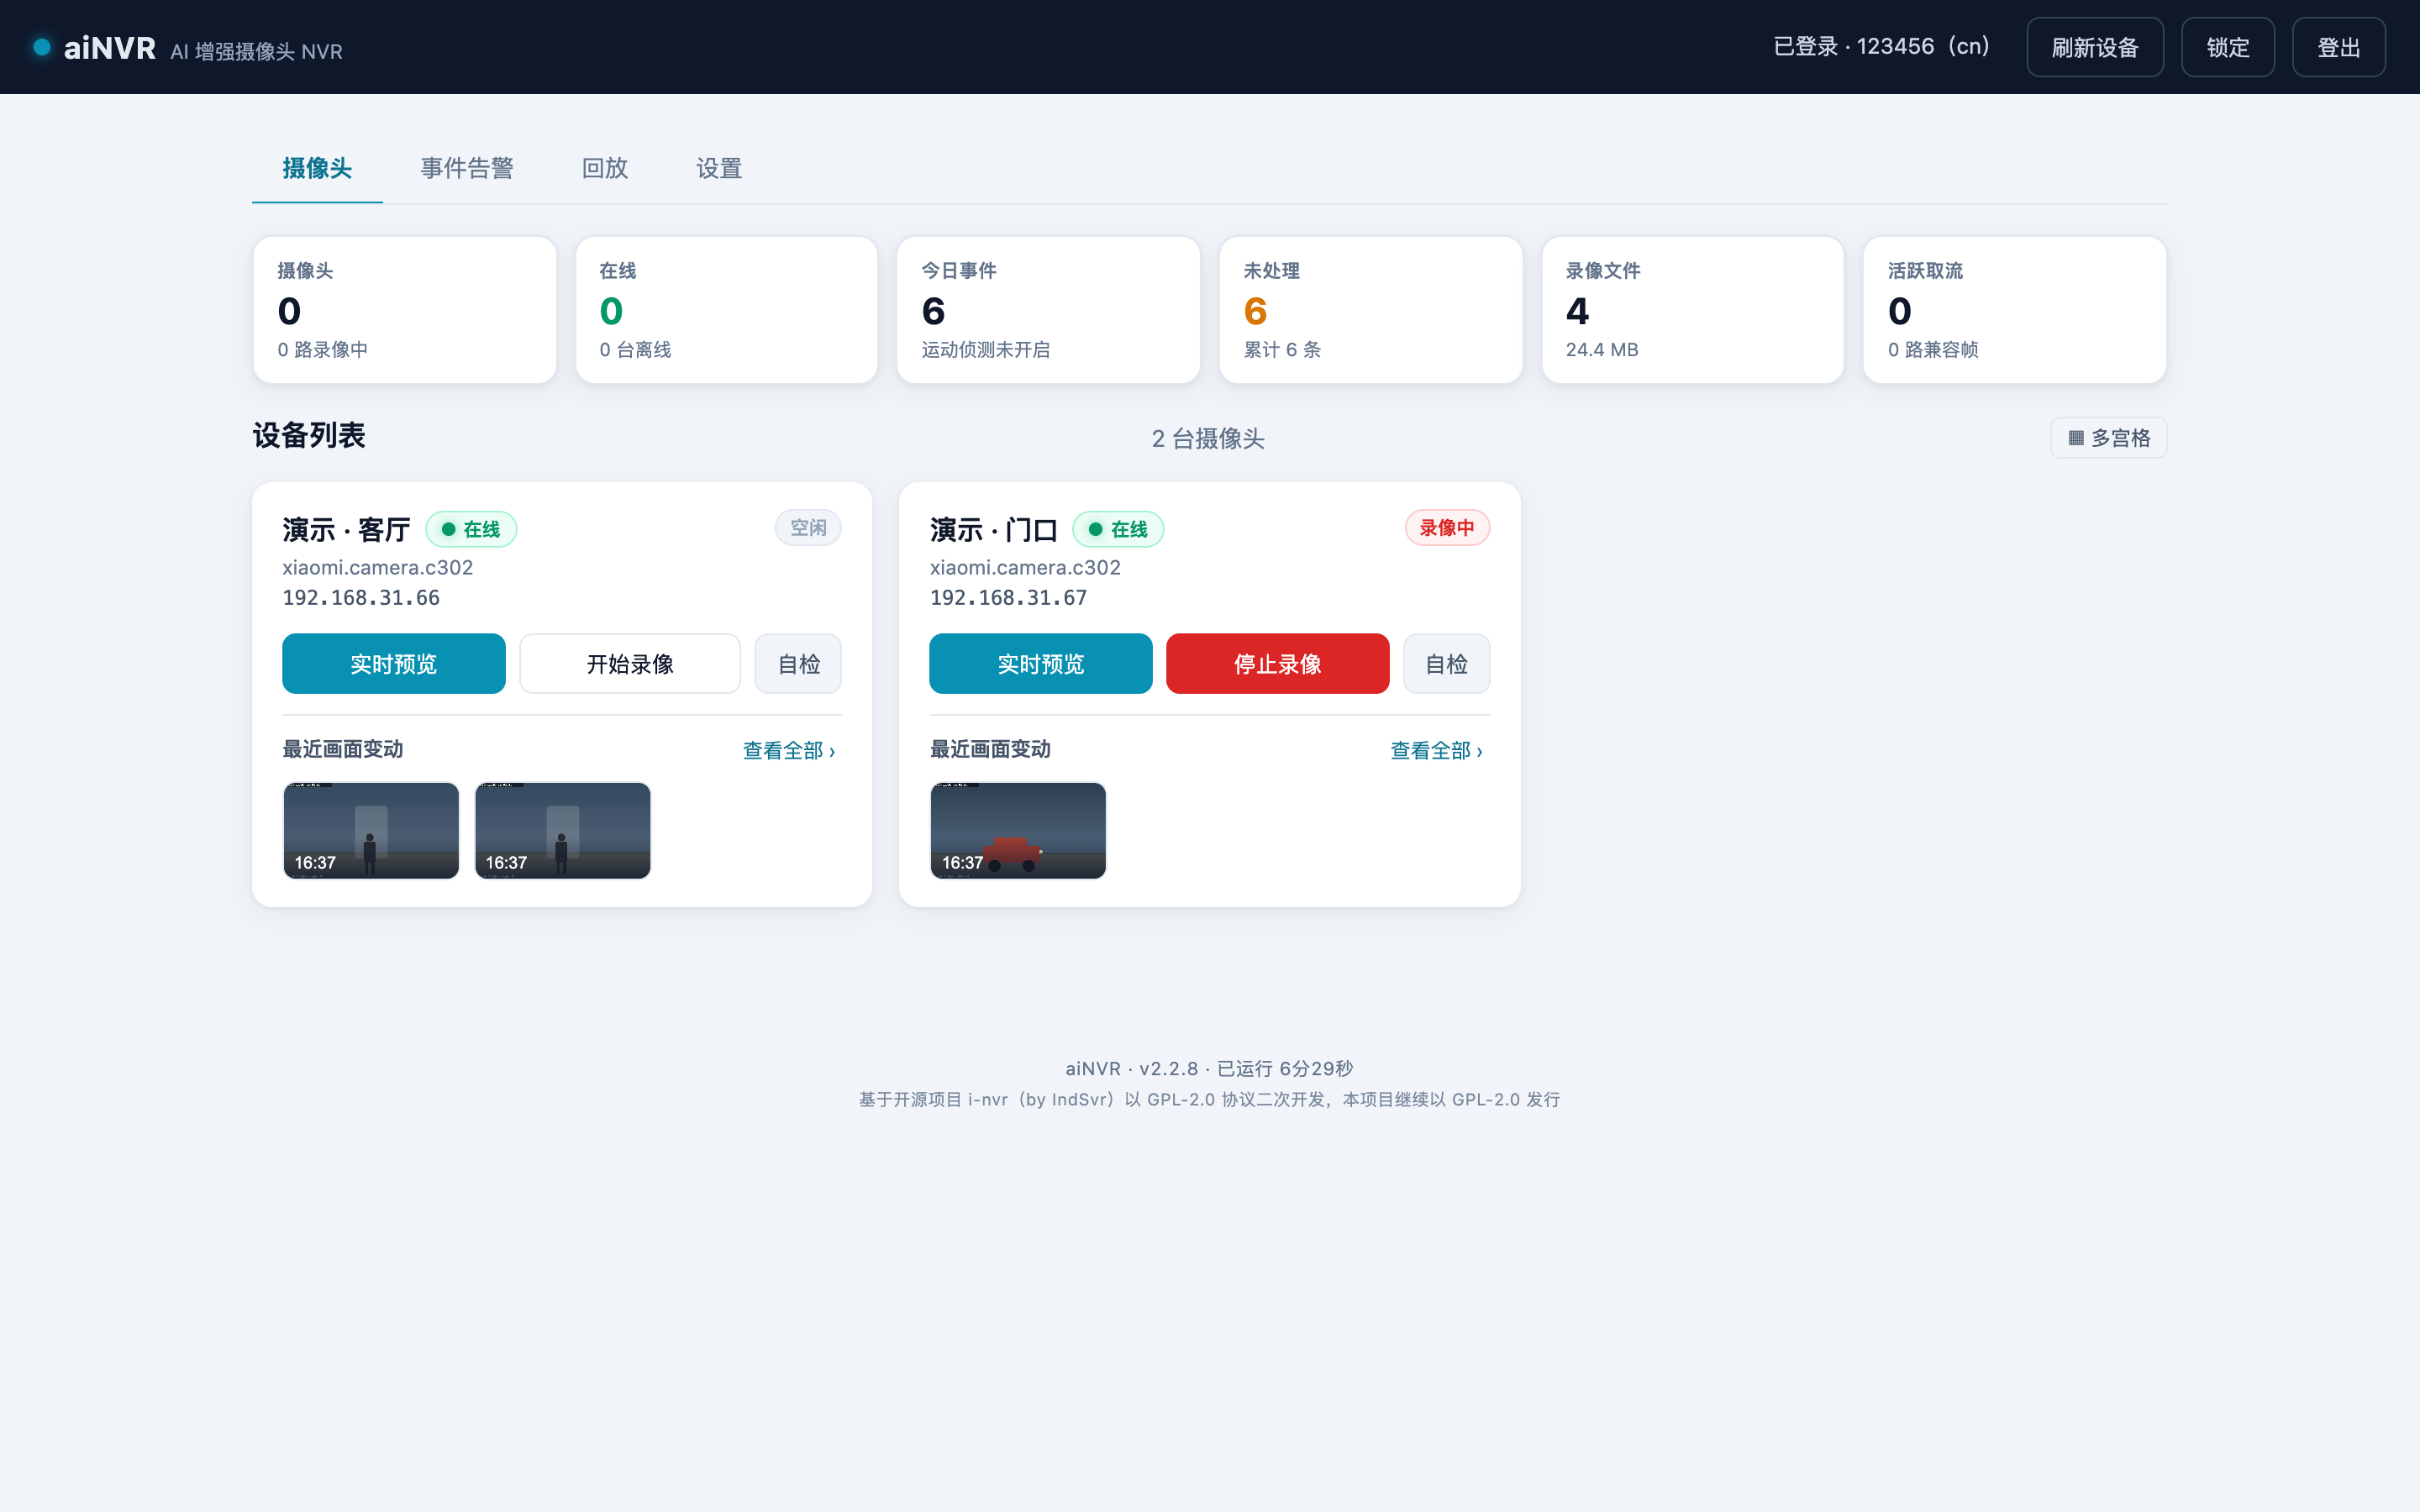 aiNVR AI 增强摄像头 NVR
已登录 · 123456（cn）
刷新设备
锁定
登出
摄像头
事件告警
回放
设置
摄像头
0
0 路录像中
在线
0
0 台离线
今日事件
6
运动侦测未开启
未处理
6
累计 6 条
录像文件
4
24.4 MB
活跃取流
0
0 路兼容帧
设备列表
2 台摄像头
▦ 多宫格
演示 · 客厅
在线
空闲
xiaomi.camera.c302
192.168.31.66
实时预览
开始录像
自检
最近画面变动
查看全部 ›
16:37
16:37
演示 · 门口
在线
录像中
xiaomi.camera.c302
192.168.31.67
实时预览
停止录像
自检
最近画面变动
查看全部 ›
16:37
aiNVR · v2.2.8 · 已运行 6分29秒
基于开源项目 i-nvr（by IndSvr）以 GPL-2.0 协议二次开发，本项目继续以 GPL-2.0 发行